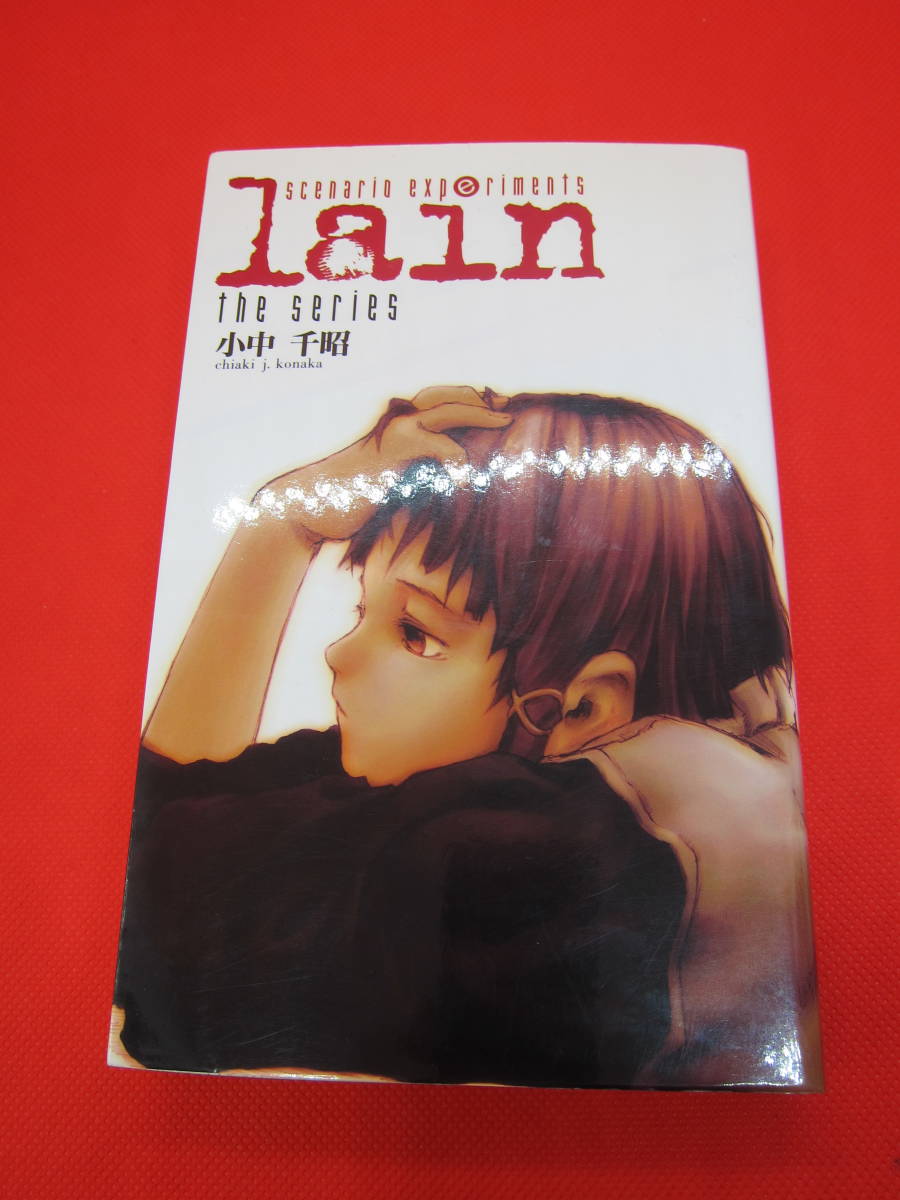 scenario experiments
lain
the series
小中 千昭
chiaki j. konaka